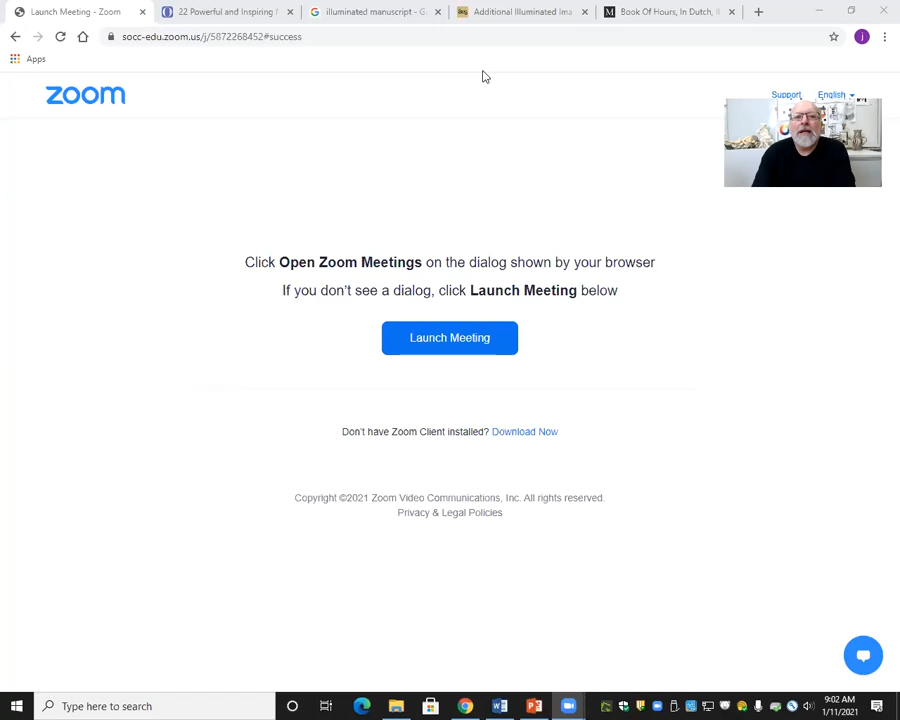 Launch Meeting - Zoom
22 Powerful and Inspiring
illuminated manuscript - G
Additional Illuminated Ima
Book Of Hours, In Dutch, I
socc-edu.zoom.us/j/5872268452#success
j
Apps
zoom
Support English
Click Open Zoom Meetings on the dialog shown by your browser
If you don't see a dialog, click Launch Meeting below
Launch Meeting
Don't have Zoom Client installed? Download Now
Copyright ©2021 Zoom Video Communications, Inc. All rights reserved.
Privacy & Legal Policies
Type here to search
9:02 AM
1/11/2021